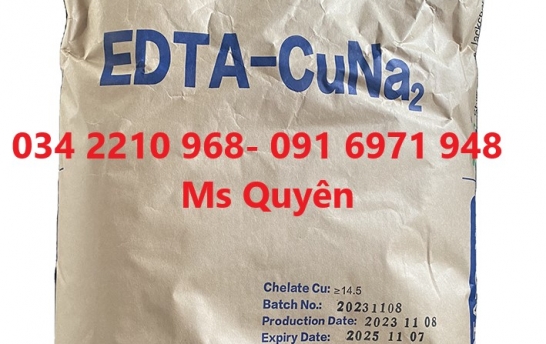 EDTA-CuNa₂
034 2210 968- 091 6971 948
Ms Quyên
Chelate Cu: ≥14.5
Batch No.: 20231108
Production Date: 2023 11 08
Expiry Date: 2025 11 07